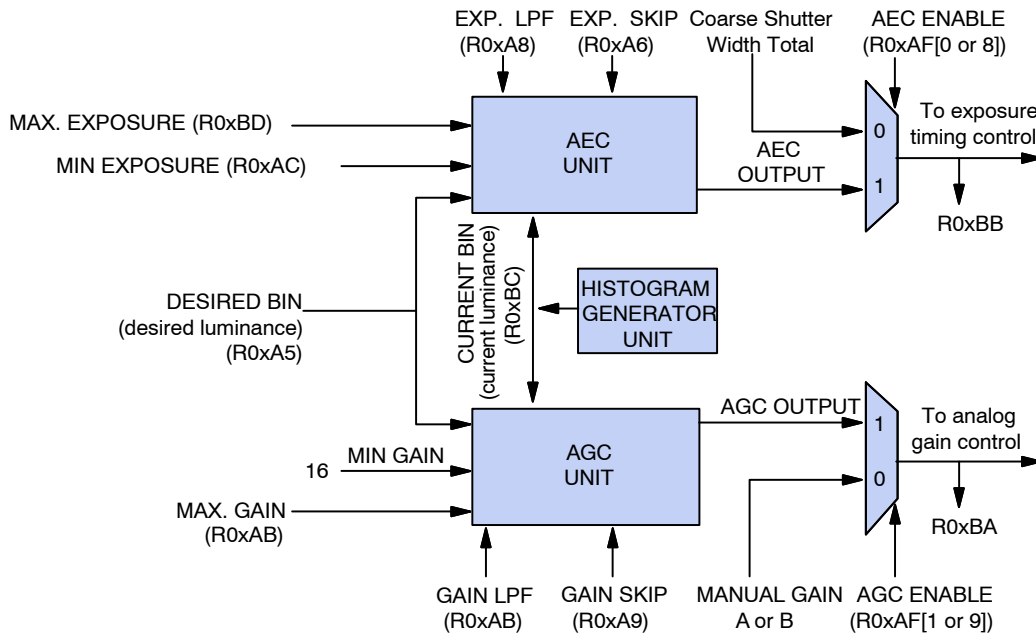 EXP. LPF
(R0xA8)
EXP. SKIP
(R0xA6)
Coarse Shutter
Width Total
AEC ENABLE
(R0xAF[0 or 8])
MAX. EXPOSURE (R0xBD)
MIN EXPOSURE (R0xAC)
AEC
UNIT
AEC
OUTPUT
0
1
To exposure
timing control
R0xBB
DESIRED BIN
(desired luminance)
(R0xA5)
CURRENT BIN
(current luminance)
(R0xBC)
HISTOGRAM
GENERATOR
UNIT
16
MIN GAIN
MAX. GAIN
(R0xAB)
AGC
UNIT
AGC OUTPUT
1
0
To analog
gain control
R0xBA
GAIN LPF
(R0xAB)
GAIN SKIP
(R0xA9)
MANUAL GAIN
A or B
AGC ENABLE
(R0xAF[1 or 9])